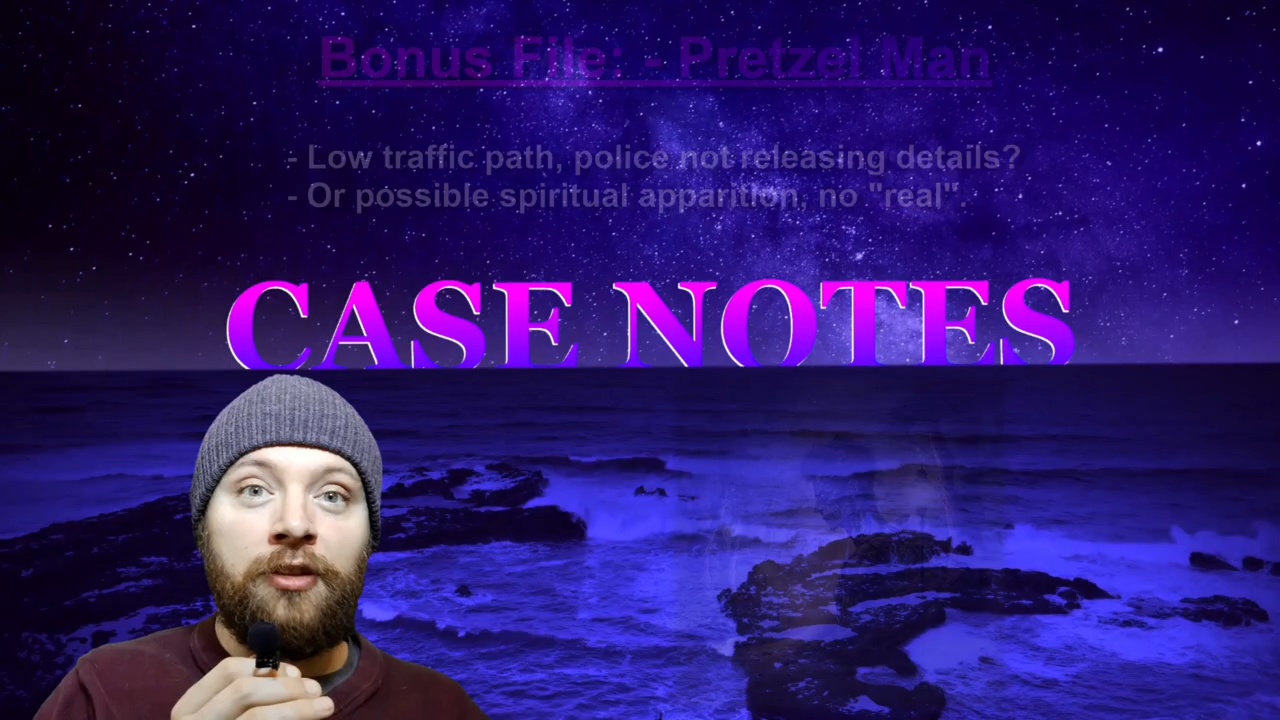 Bonus File: - Pretzel Man
- Low traffic path, police not releasing details?
- Or possible spiritual apparition, no "real".
CASE NOTES